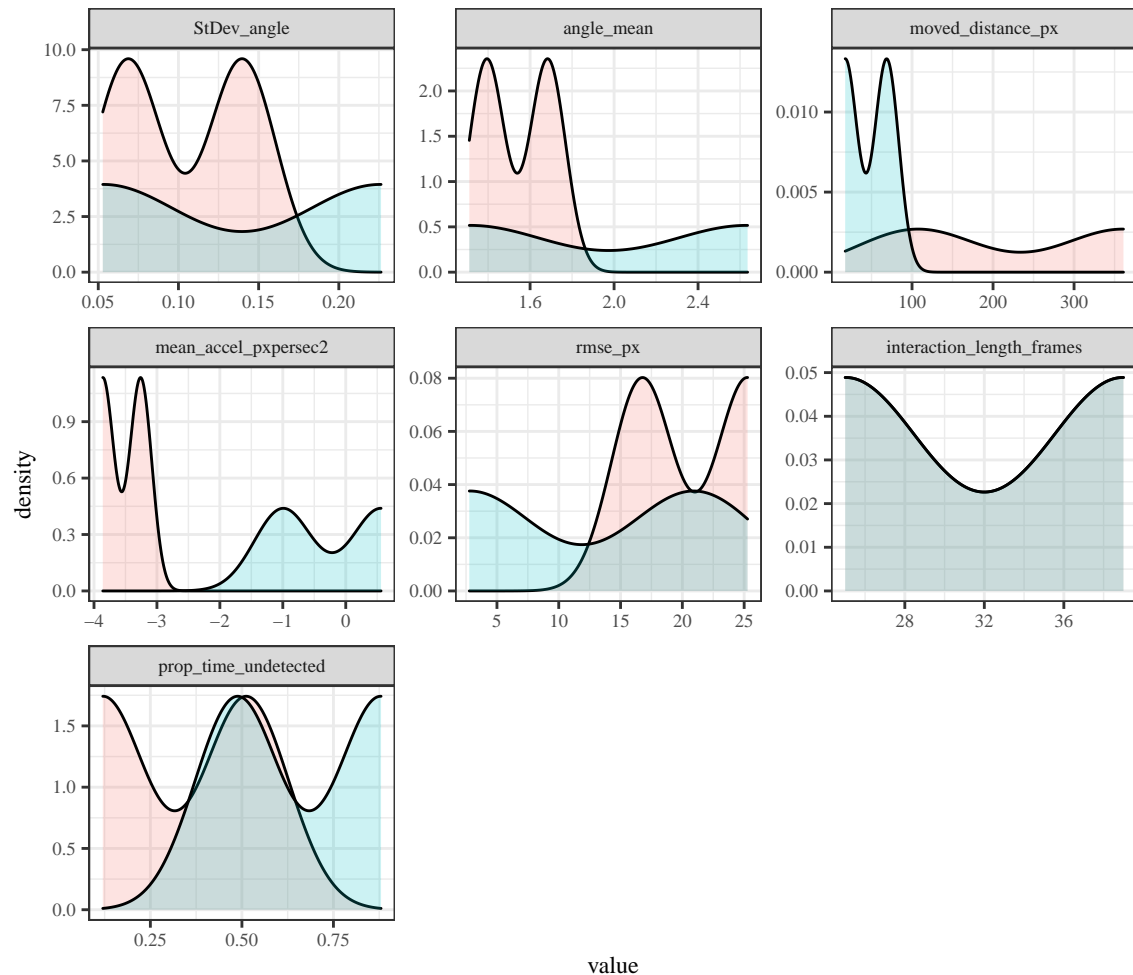 StDev_angle
angle_mean
moved_distance_px
10.0
7.5
5.0
2.5
0.0
0.05 0.10 0.15 0.20
2.0
1.5
1.0
0.5
0.0
1.6 2.0 2.4
0.010
0.005
0.000
100 200 300
mean_accel_pxpersec2
rmse_px
interaction_length_frames
0.9
0.6
0.3
0.0
−4 −3 −2 −1 0
0.08
0.06
0.04
0.02
0.00
5 10 15 20 25
0.05
0.04
0.03
0.02
0.01
0.00
28 32 36
prop_time_undetected
1.5
1.0
0.5
0.0
0.25 0.50 0.75
density
value